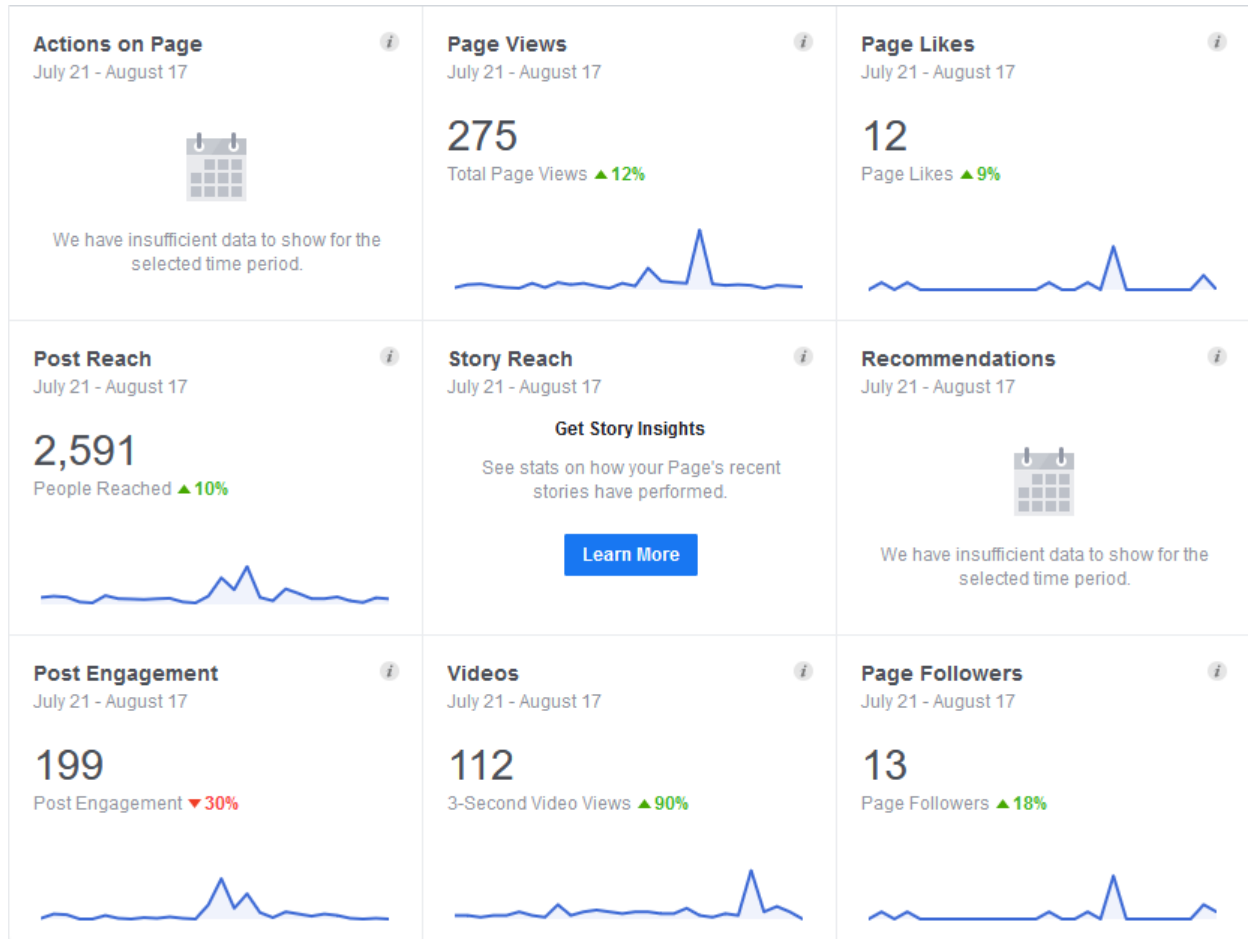 Actions on Page
July 21 - August 17
We have insufficient data to show for the
selected time period.
Page Views
July 21 - August 17
275
Total Page Views ▲ 12%
Page Likes
July 21 - August 17
12
Page Likes ▲ 9%
Post Reach
July 21 - August 17
2,591
People Reached ▲ 10%
Story Reach
July 21 - August 17
Get Story Insights
See stats on how your Page's recent
stories have performed.
Learn More
Recommendations
July 21 - August 17
We have insufficient data to show for the
selected time period.
Post Engagement
July 21 - August 17
199
Post Engagement ▼ 30%
Videos
July 21 - August 17
112
3-Second Video Views ▲ 90%
Page Followers
July 21 - August 17
13
Page Followers ▲ 18%